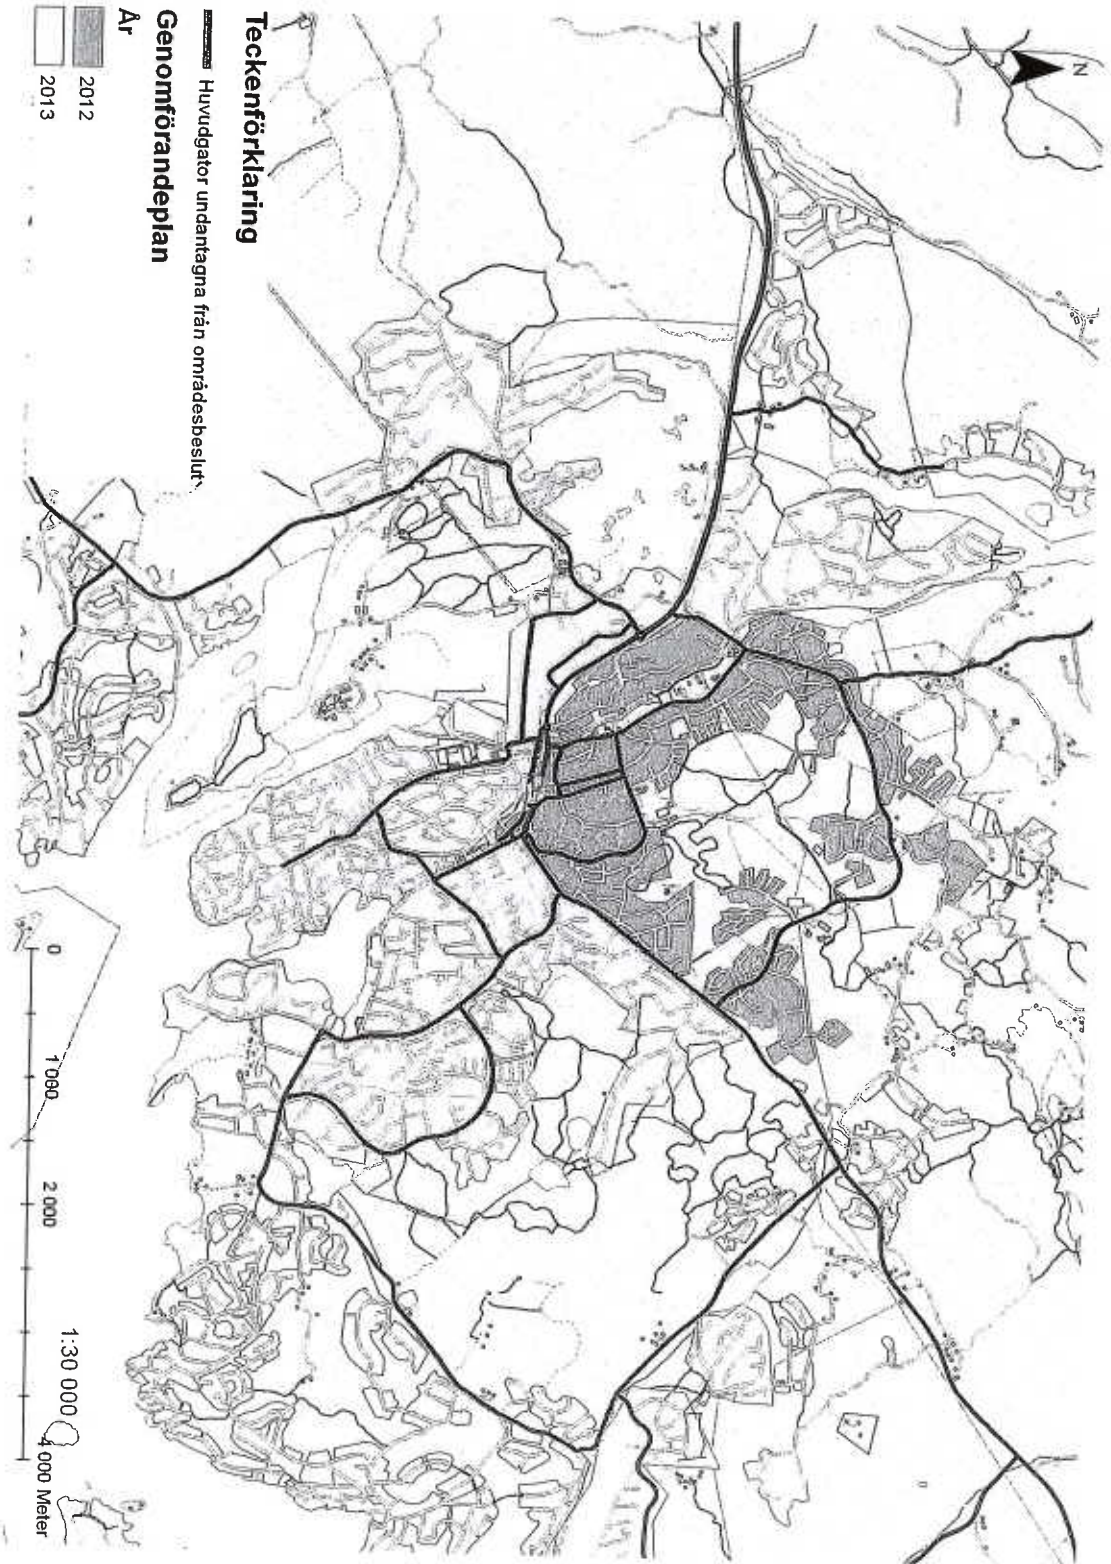 N
Teckenförklaring
Huvudgator undantagna från områdesbeslut
Genomförandeplan
År
2012
2013
0
1 000
2 000
4 000 Meter
1:30 000